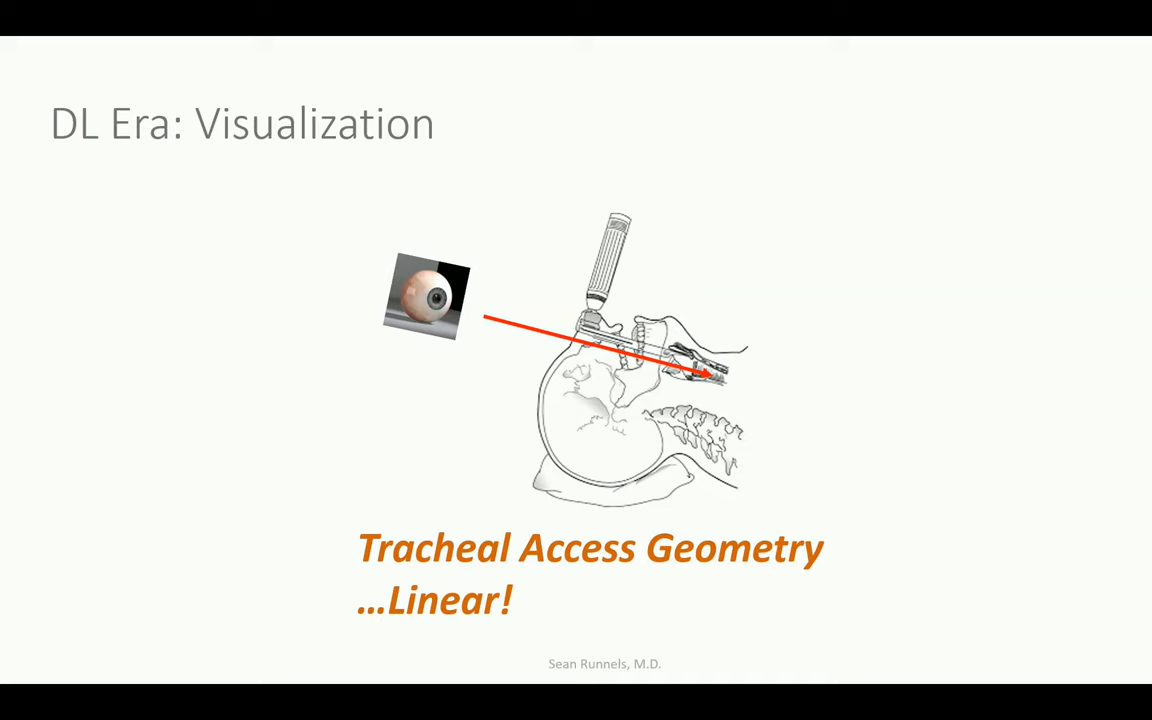 DL Era: Visualization
Tracheal Access Geometry
...Linear!
Sean Runnels, M.D.